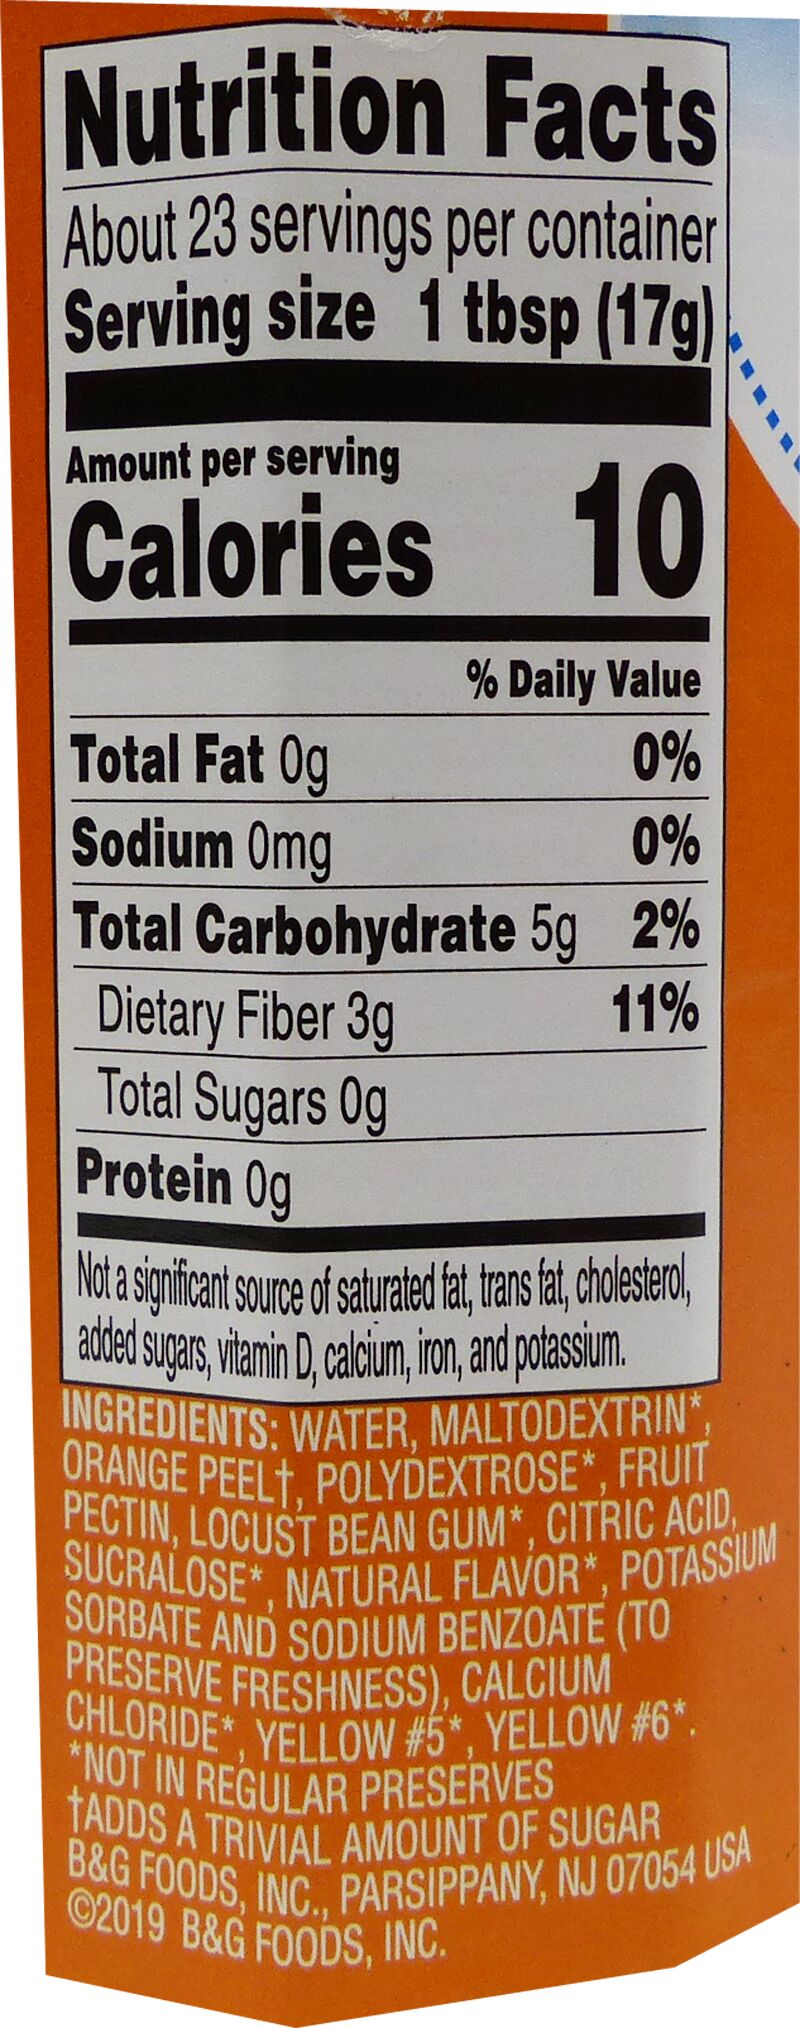 Nutrition Facts
About 23 servings per container
Serving size 1 tbsp (17g)
Amount per serving
Calories 10
% Daily Value
Total Fat 0g 0%
Sodium 0mg 0%
Total Carbohydrate 5g 2%
Dietary Fiber 3g 11%
Total Sugars 0g
Protein 0g
Not a significant source of saturated fat, trans fat, cholesterol,
added sugars, vitamin D, calcium, iron, and potassium.
INGREDIENTS: WATER, MALTODEXTRIN*,
ORANGE PEEL†, POLYDEXTROSE*, FRUIT
PECTIN, LOCUST BEAN GUM*, CITRIC ACID,
SUCRALOSE*, NATURAL FLAVOR*, POTASSIUM
SORBATE AND SODIUM BENZOATE (TO
PRESERVE FRESHNESS), CALCIUM
CHLORIDE*, YELLOW #5*, YELLOW #6*.
*NOT IN REGULAR PRESERVES
†ADDS A TRIVIAL AMOUNT OF SUGAR
B&G FOODS, INC., PARSIPPANY, NJ 07054 USA
©2019 B&G FOODS, INC.